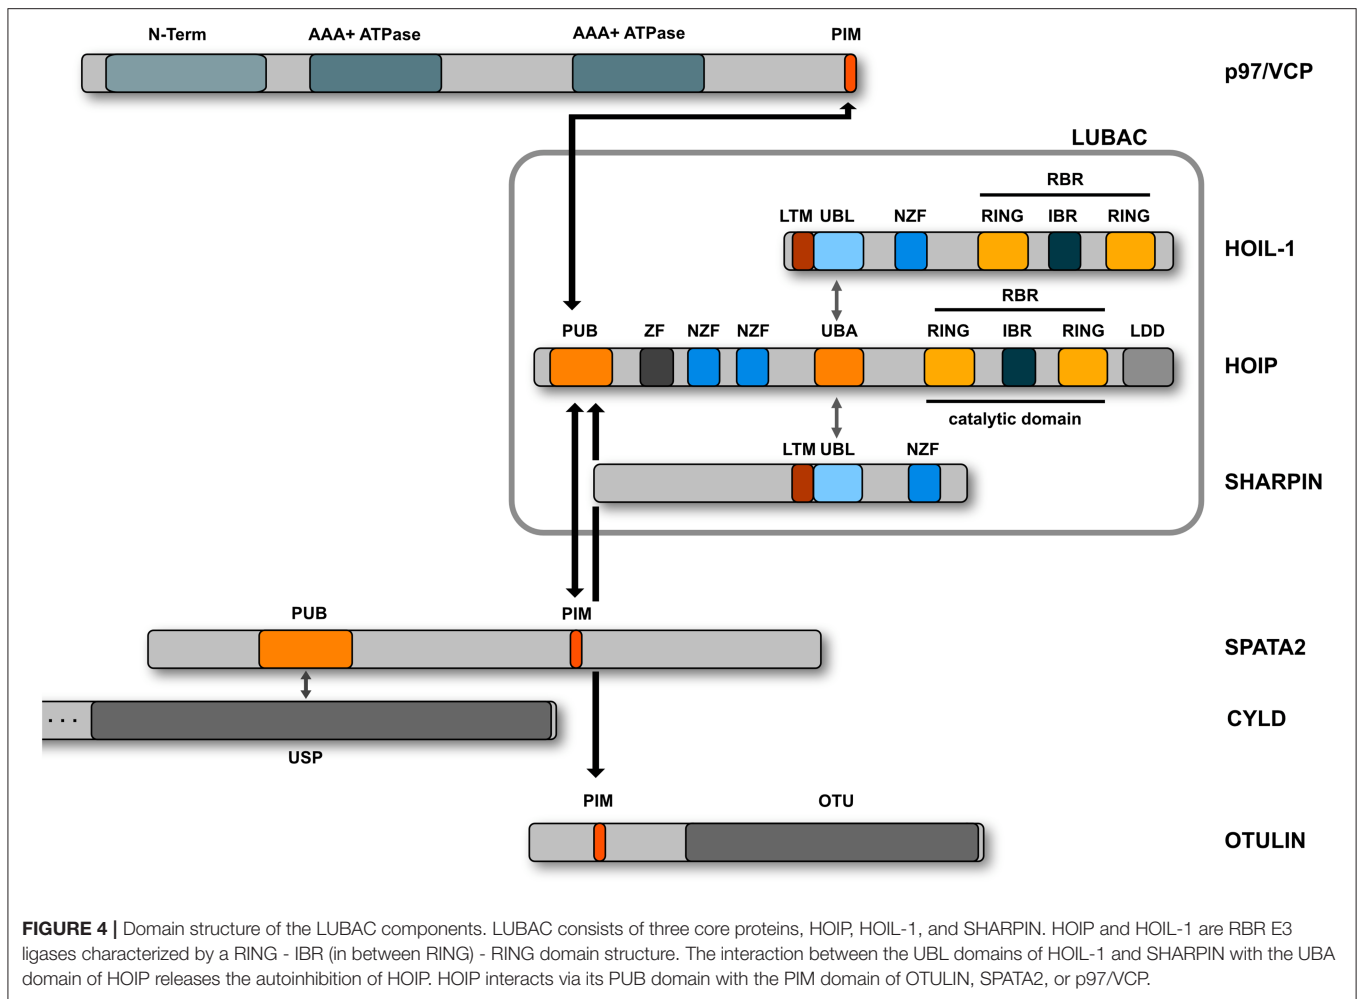 N-Term AAA+ ATPase AAA+ ATPase PIM
p97/VCP
LUBAC
RBR
LTM UBL NZF RING IBR RING
HOIL-1
RBR
PUB ZF NZF NZF UBA RING IBR RING LDD
HOIP
catalytic domain
LTM UBL NZF
SHARPIN
PUB PIM
SPATA2
...
CYLD
USP
PIM OTU
OTULIN
FIGURE 4 | Domain structure of the LUBAC components. LUBAC consists of three core proteins, HOIP, HOIL-1, and SHARPIN. HOIP and HOIL-1 are RBR E3
ligases characterized by a RING - IBR (in between RING) - RING domain structure. The interaction between the UBL domains of HOIL-1 and SHARPIN with the UBA
domain of HOIP releases the autoinhibition of HOIP. HOIP interacts via its PUB domain with the PIM domain of OTULIN, SPATA2, or p97/VCP.